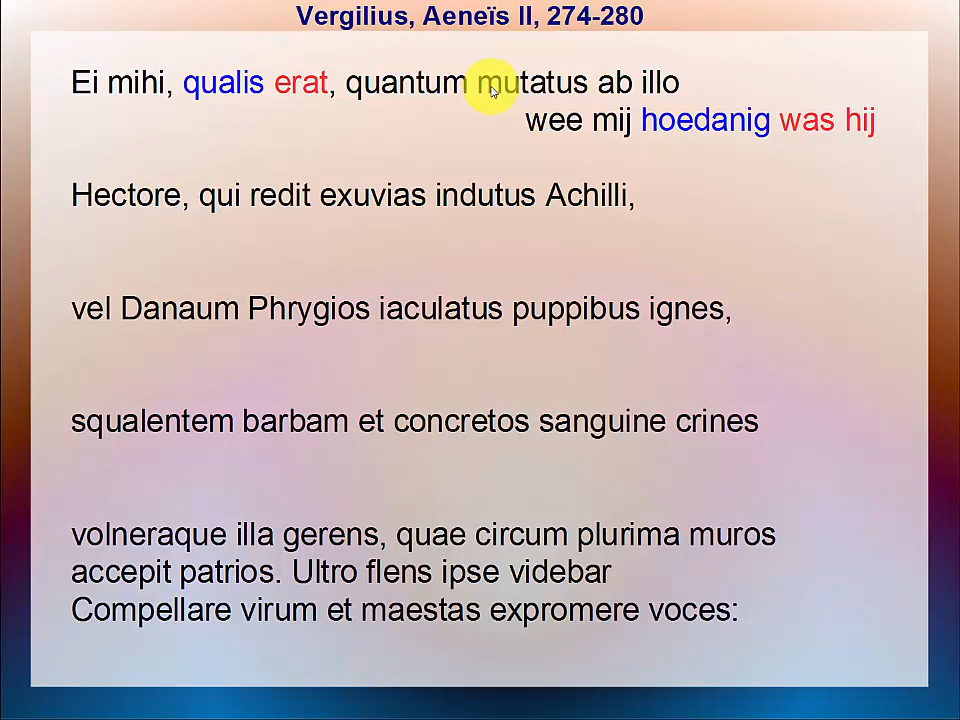 Vergilius, Aeneïs II, 274-280
Ei mihi, qualis erat, quantum mutatus ab illo
wee mij hoedanig was hij
Hectore, qui redit exuvias indutus Achilli,
vel Danaum Phrygios iaculatus puppibus ignes,
squalentem barbam et concretos sanguine crines
volneraque illa gerens, quae circum plurima muros
accepit patrios. Ultro flens ipse videbar
Compellare virum et maestas expromere voces: